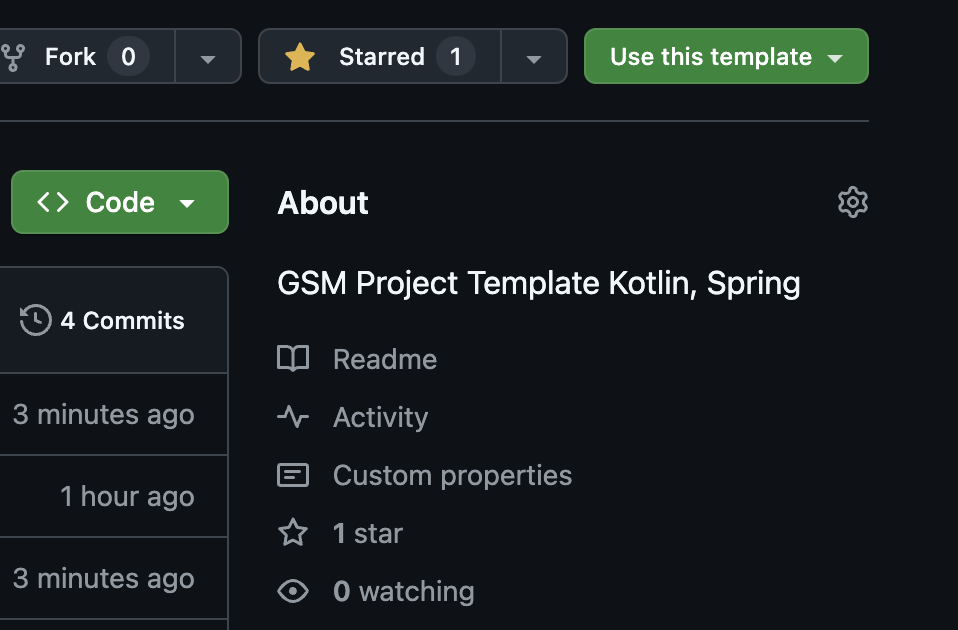 Fork 0
Starred 1
Use this template
Code
About
GSM Project Template Kotlin, Spring
4 Commits
Readme
3 minutes ago
Activity
Custom properties
1 hour ago
1 star
3 minutes ago
0 watching